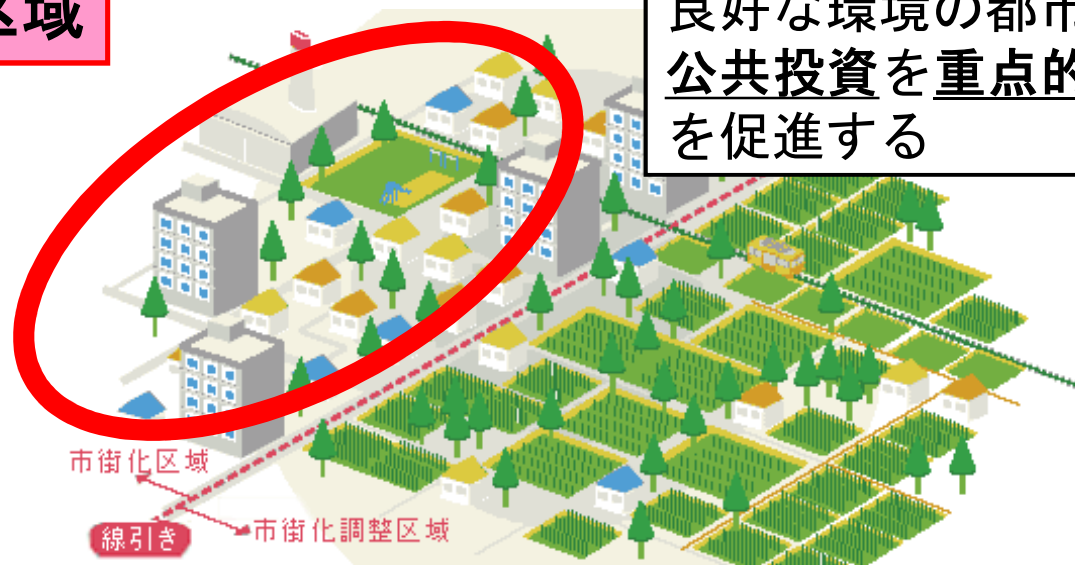 区域
良好な環境の都市
公共投資を重点的
を促進する
市街化区域
市街化調整区域
線引き